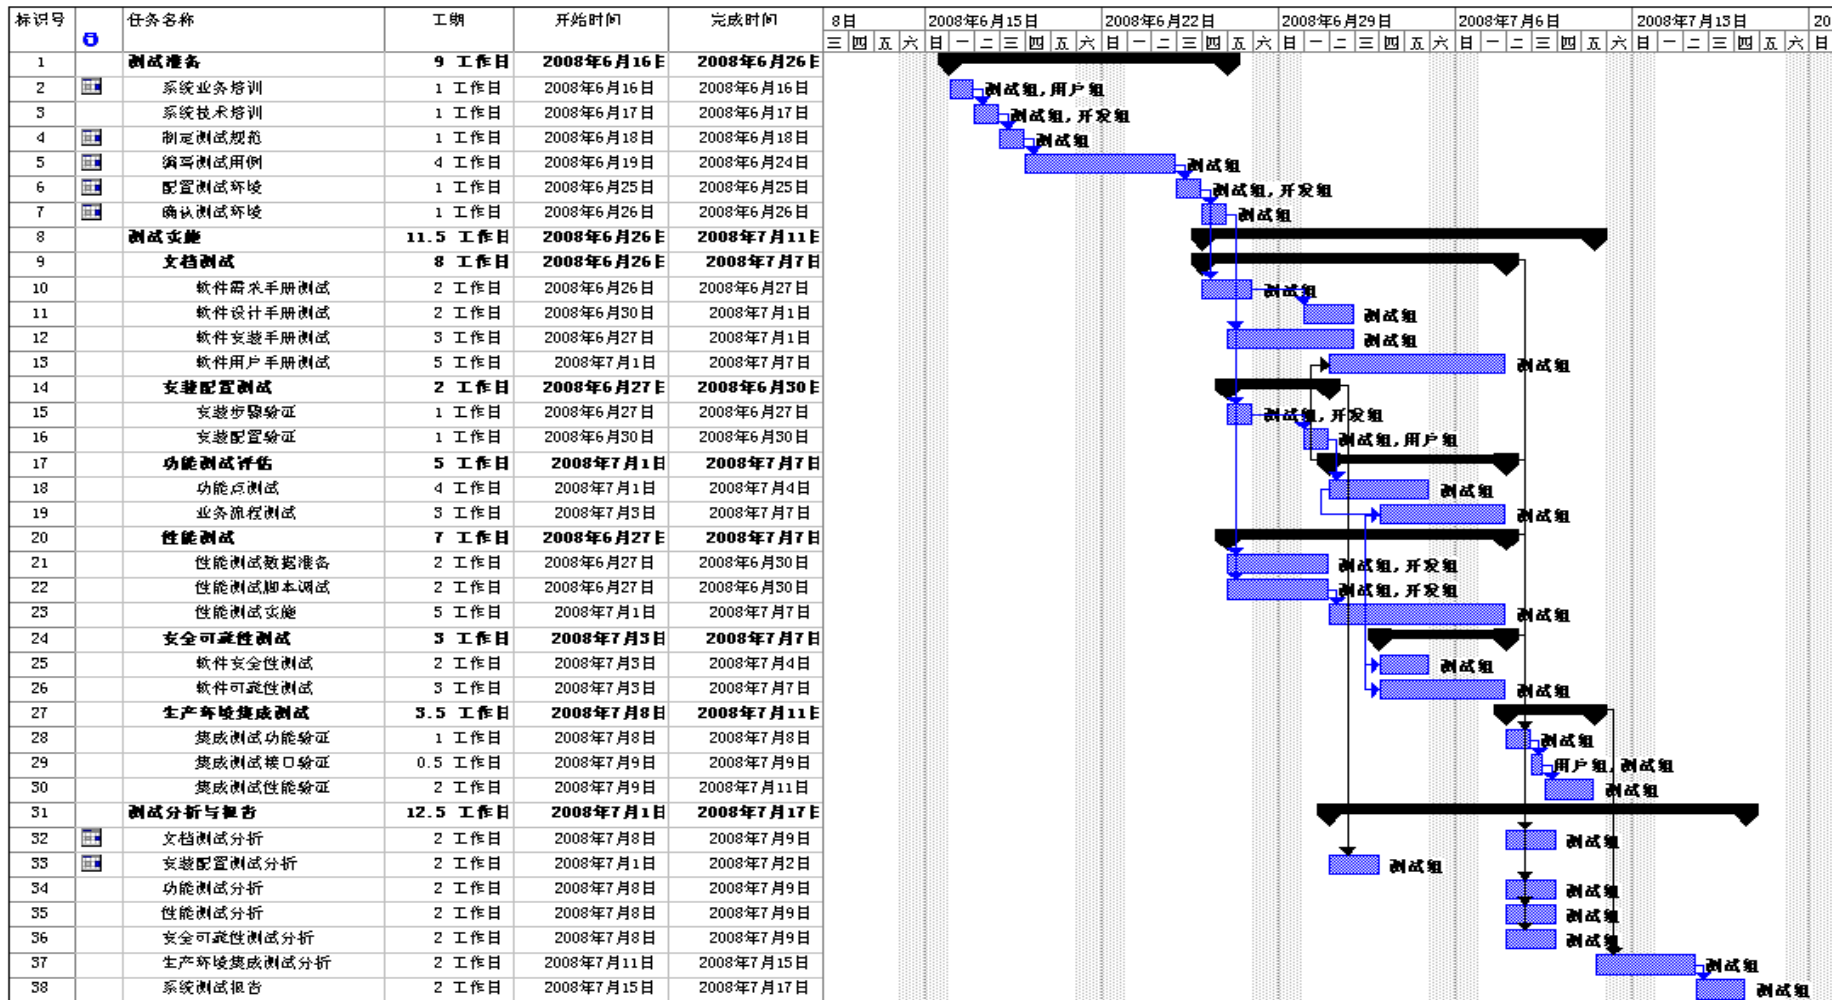 标识号 任务名称 工期 开始时间 完成时间 8日 2008年6月15日 2008年6月22日 2008年6月29日 2008年7月6日 2008年7月13日 20
三 四 五 六 日 一 二 三 四 五 六 日 一 二 三 四 五 六 日 一 二 三 四 五 六 日 一 二 三 四 五 六 日 一 二 三 四 五 六 日
1 测试准备 9 工作日 2008年6月16日 2008年6月26日
2 系统业务培训 1 工作日 2008年6月16日 2008年6月16日 测试组,用户组
3 系统技术培训 1 工作日 2008年6月17日 2008年6月17日 测试组,开发组
4 制定测试规范 1 工作日 2008年6月18日 2008年6月18日 测试组
5 编写测试用例 4 工作日 2008年6月19日 2008年6月24日 测试组
6 配置测试环境 1 工作日 2008年6月25日 2008年6月25日 测试组,开发组
7 确认测试环境 1 工作日 2008年6月26日 2008年6月26日 测试组
8 测试实施 11.5 工作日 2008年6月26日 2008年7月11日
9 文档测试 8 工作日 2008年6月26日 2008年7月7日
10 软件需求手册测试 2 工作日 2008年6月26日 2008年6月27日 测试组
11 软件设计手册测试 2 工作日 2008年6月30日 2008年7月1日 测试组
12 软件安装手册测试 3 工作日 2008年6月27日 2008年7月1日 测试组
13 软件用户手册测试 5 工作日 2008年7月1日 2008年7月7日 测试组
14 安装配置测试 2 工作日 2008年6月27日 2008年6月30日
15 安装步骤验证 1 工作日 2008年6月27日 2008年6月27日 测试组,开发组
16 安装配置验证 1 工作日 2008年6月30日 2008年6月30日 测试组,用户组
17 功能测试评估 5 工作日 2008年7月1日 2008年7月7日
18 功能点测试 4 工作日 2008年7月1日 2008年7月4日 测试组
19 业务流程测试 3 工作日 2008年7月3日 2008年7月7日 测试组
20 性能测试 7 工作日 2008年6月27日 2008年7月7日
21 性能测试数据准备 2 工作日 2008年6月27日 2008年6月30日 测试组,开发组
22 性能测试脚本调试 2 工作日 2008年6月27日 2008年6月30日 测试组,开发组
23 性能测试实施 5 工作日 2008年7月1日 2008年7月7日 测试组
24 安全可靠性测试 3 工作日 2008年7月3日 2008年7月7日
25 软件安全性测试 2 工作日 2008年7月3日 2008年7月4日 测试组
26 软件可靠性测试 3 工作日 2008年7月3日 2008年7月7日 测试组
27 生产环境集成测试 3.5 工作日 2008年7月8日 2008年7月11日
28 集成测试功能验证 1 工作日 2008年7月8日 2008年7月8日 测试组
29 集成测试接口验证 0.5 工作日 2008年7月9日 2008年7月9日 用户组,测试组
30 集成测试性能验证 2 工作日 2008年7月9日 2008年7月11日 测试组
31 测试分析与报告 12.5 工作日 2008年7月1日 2008年7月17日
32 文档测试分析 2 工作日 2008年7月8日 2008年7月9日 测试组
33 安装配置测试分析 2 工作日 2008年7月1日 2008年7月2日 测试组
34 功能测试分析 2 工作日 2008年7月8日 2008年7月9日 测试组
35 性能测试分析 2 工作日 2008年7月8日 2008年7月9日 测试组
36 安全可靠性测试分析 2 工作日 2008年7月8日 2008年7月9日 测试组
37 生产环境集成测试分析 2 工作日 2008年7月11日 2008年7月15日 测试组
38 系统测试报告 2 工作日 2008年7月15日 2008年7月17日 测试组